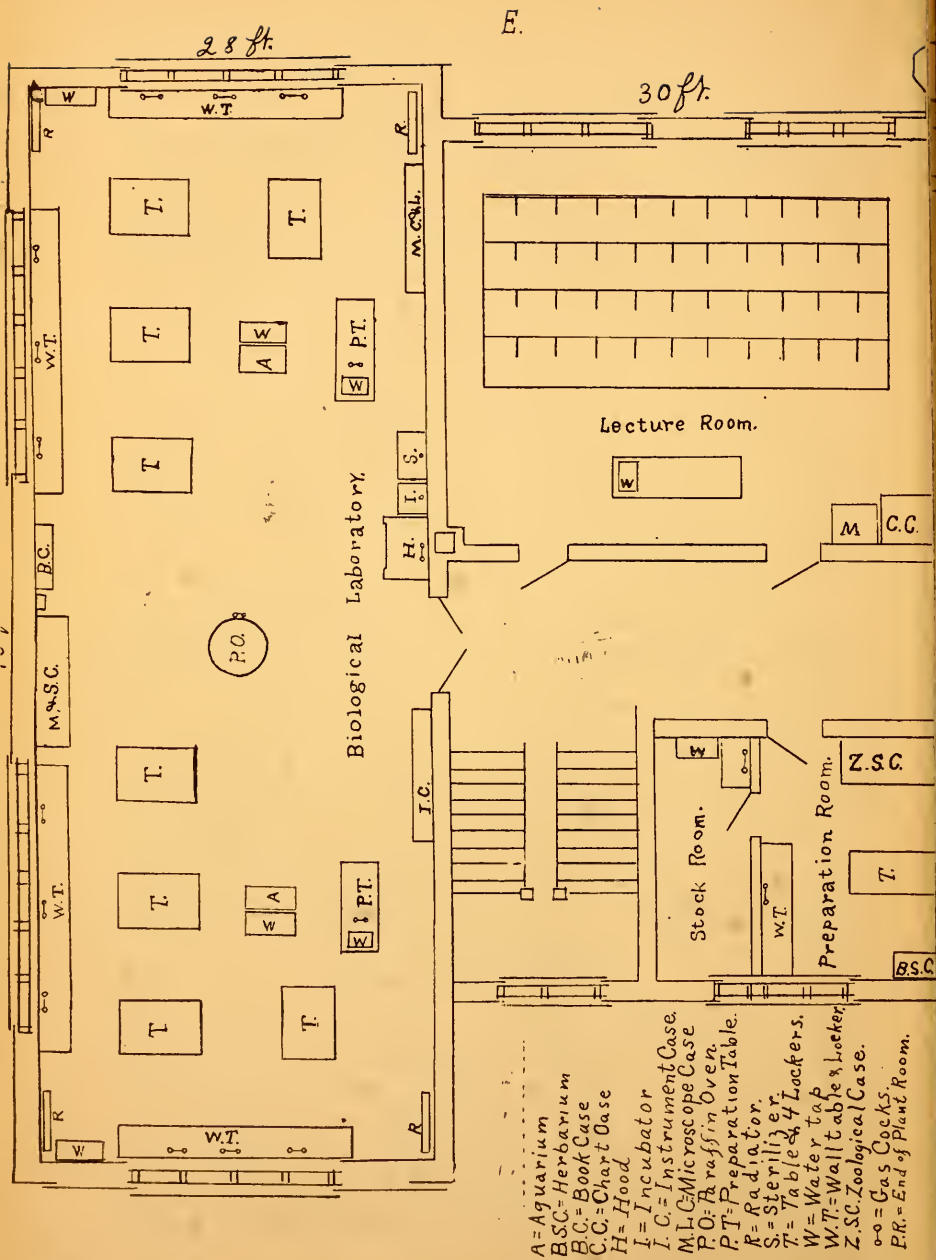 E.
28 ft.
30 ft.
W
W.T.
R
R.
T.
T.
M.C.&L.
W.T.
T.
W
A
P.T.
W
T
S.
I.
H.
Lecture Room.
W
M
C.C.
B.C.
Biological Laboratory.
P.O.
M.&S.C.
T.
I.C.
W
Stock Room.
Preparation Room.
Z.S.C.
T.
W.T.
B.S.C.
W.T.
T.
A
W
P.T.
W
T
T.
R
W
W.T.
R
A=Aquarium
B.S.C.=Herbarium
B.C.=Book Case
C.C.=Chart Case
H=Hood
I=Incubator
I.C.=Instrument Case.
M.L.C=Microscope Case
P.O.=Paraffin Oven.
P.T=Preparation Table.
R=Radiator.
S.=Sterilizer.
T.=Table & 4 Lockers.
W=Water tap
W.T.=Wall table & Locker
Z.SC.Zoological Case.
o-o=Gas Cocks.
P.R.=End of Plant Room.